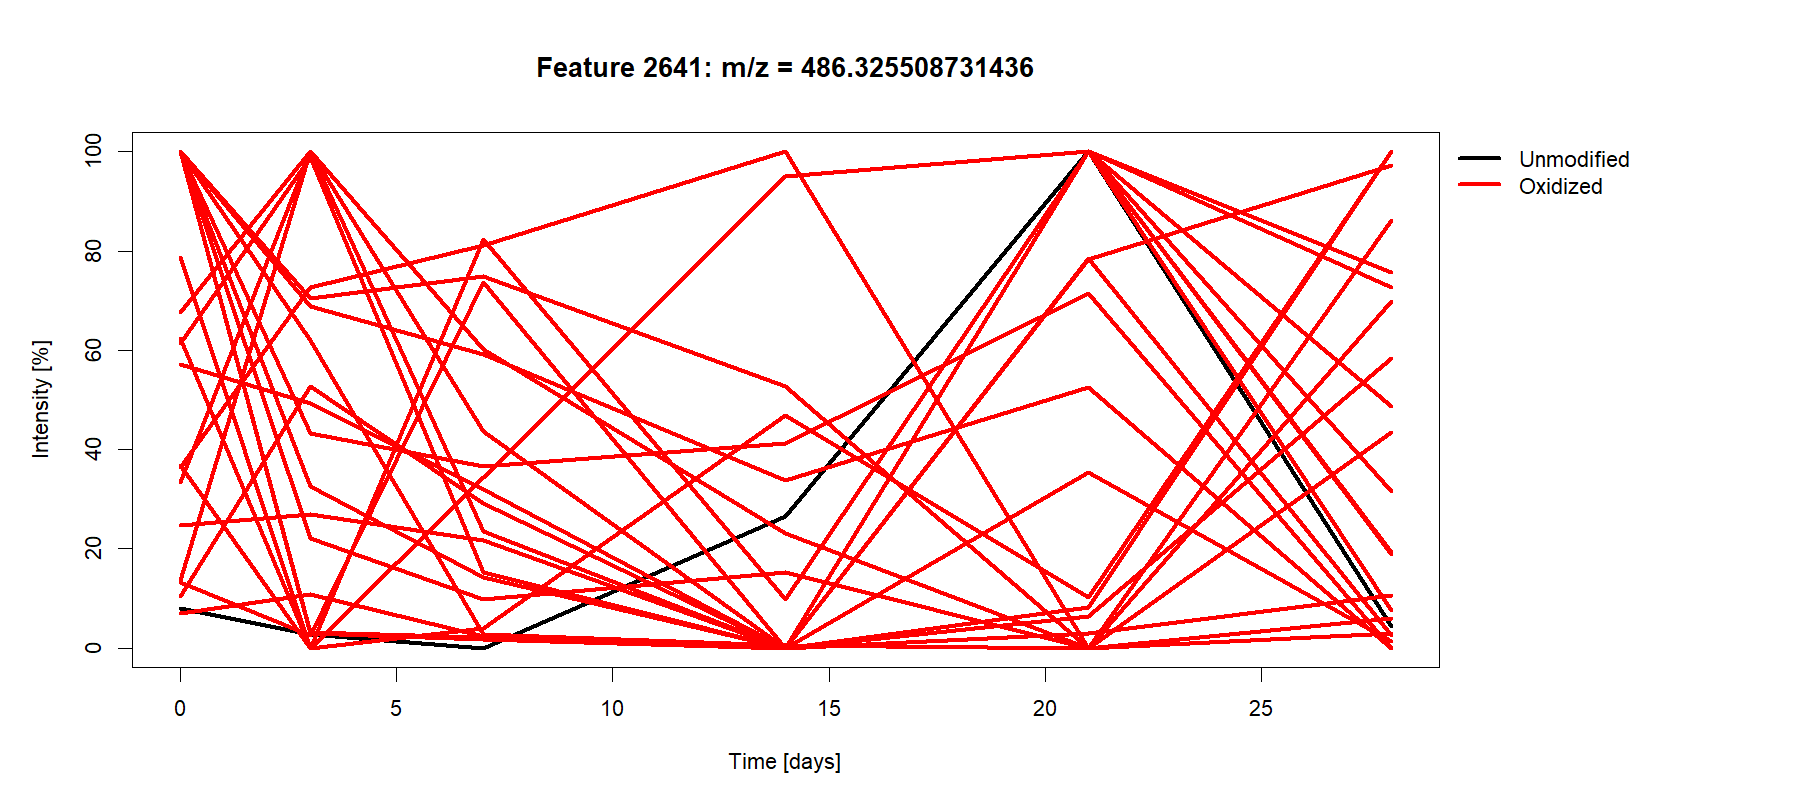 Feature 2641: m/z = 486.325508731436
Unmodified
Oxidized
Intensity [%]
100
80
60
40
20
0
0 5 10 15 20 25
Time [days]